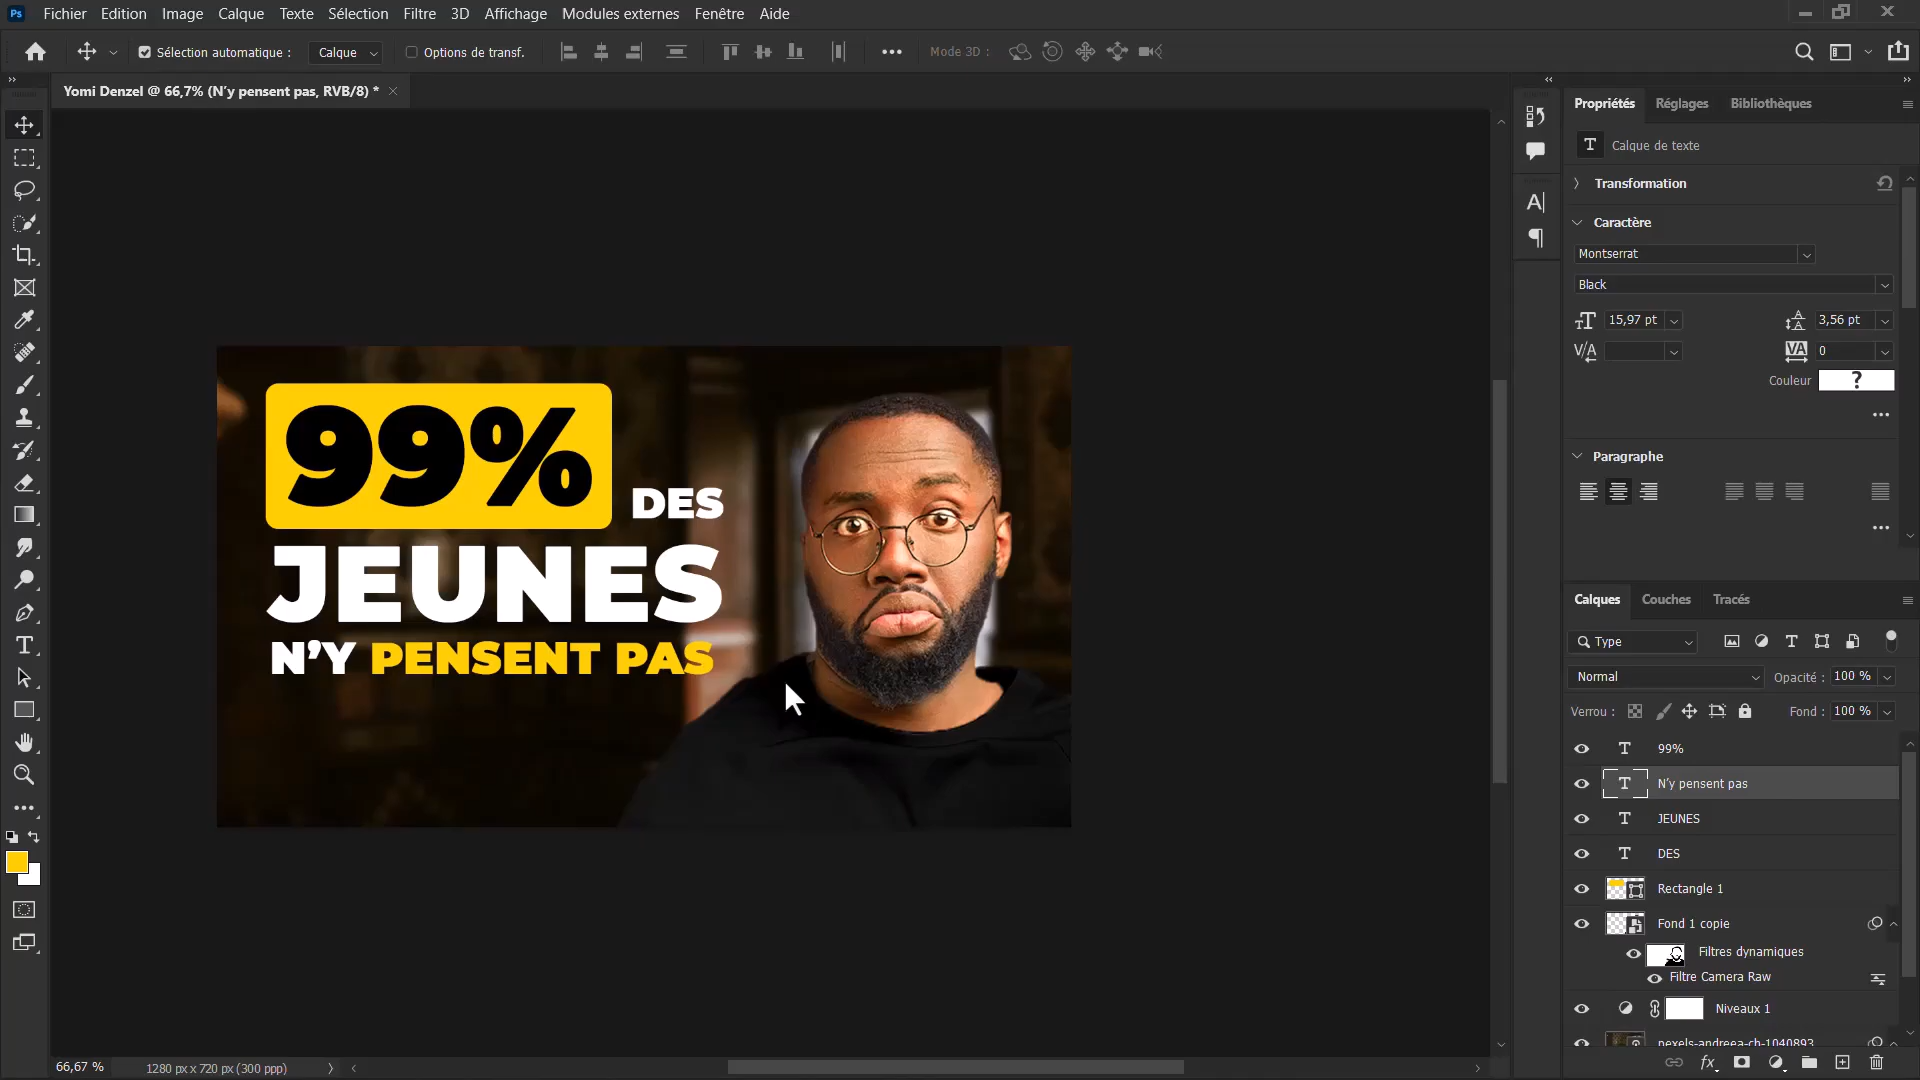 Ps Fichier Edition Image Calque Texte Sélection Filtre 3D Affichage Modules externes Fenêtre Aide
Sélection automatique : Calque Options de transf. Mode 3D :
Yomi Denzel @ 66,7% (N'y pensent pas, RVB/8) *
99%
DES
JEUNES
N'Y PENSENT PAS
66,67 % 1280 px x 720 px (300 ppp)
Propriétés Réglages Bibliothèques
T Calque de texte
Transformation
Caractère
Montserrat
Black
15,97 pt 3,56 pt
0
Couleur ?
Paragraphe
Calques Couches Tracés
Type
Normal Opacité : 100 %
Verrou : Fond : 100 %
T 99%
T N'y pensent pas
T JEUNES
T DES
Rectangle 1
Fond 1 copie
Filtres dynamiques
Filtre Camera Raw
Niveaux 1
pexels-andreea-ch-1040893
fx